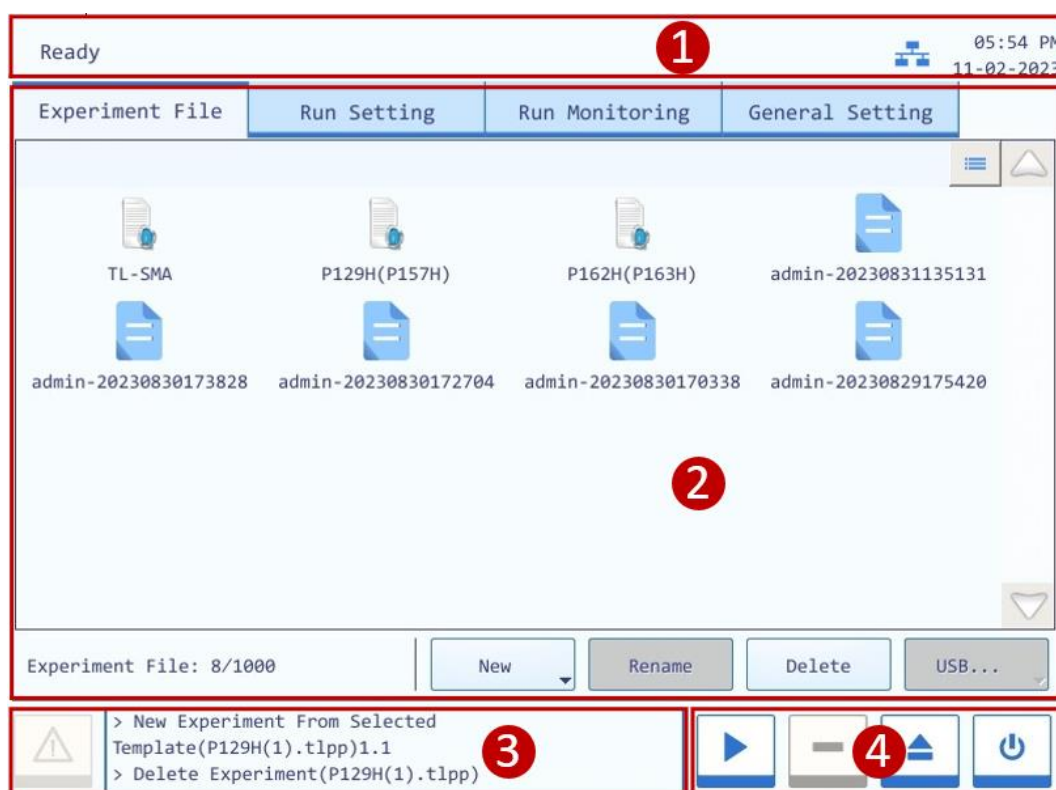 Ready
1
05:54 PM
11-02-2023
Experiment File
Run Setting
Run Monitoring
General Setting
TL-SMA
P129H(P157H)
P162H(P163H)
admin-20230831135131
admin-20230830173828
admin-20230830172704
admin-20230830170338
admin-20230829175420
2
Experiment File: 8/1000
New
Rename
Delete
USB...
> New Experiment From Selected
Template(P129H(1).tlpp)1.1
> Delete Experiment(P129H(1).tlpp)
3
4